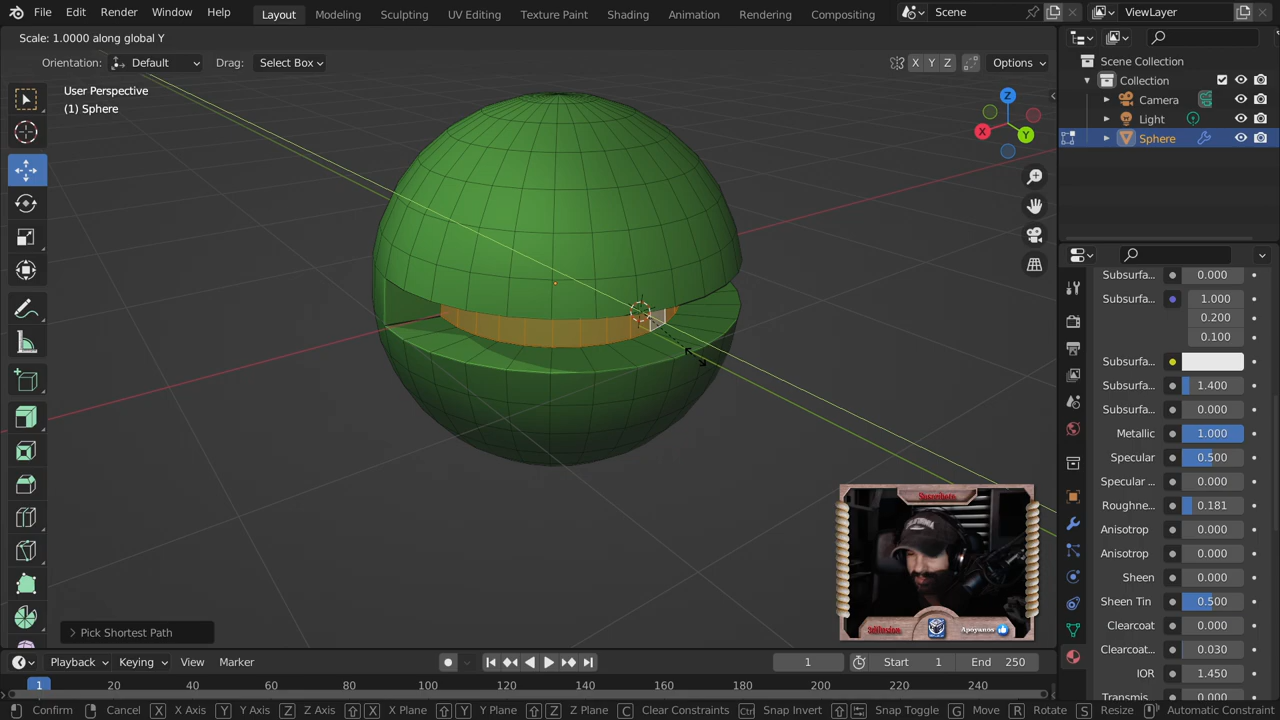 File Edit Render Window Help Layout Modeling Sculpting UV Editing Texture Paint Shading Animation Rendering Compositing Scene ViewLayer
Scale: 1.0000 along global Y
Orientation: Default Drag: Select Box X Y Z Options
User Perspective
(1) Sphere
Z
X
Y
Scene Collection
Collection
Camera
Light
Sphere
Subsurfa... 0.000
Subsurfa... 1.000
0.200
0.100
Subsurfa...
Subsurfa... 1.400
Subsurfa... 0.000
Metallic 1.000
Specular 0.500
Specular ... 0.000
Roughne... 0.181
Anisotrop 0.000
Anisotrop 0.000
Sheen 0.000
Sheen Tin 0.500
Clearcoat 0.000
Clearcoat... 0.030
IOR 1.450
Transmis
Apoyanos
Pick Shortest Path
Playback Keying View Marker 1 Start 1 End 250
1 20 40 60 80 100 120 140 160 180 200 220 240
Confirm Cancel X X Axis Y Y Axis Z Z Axis X X Plane Y Y Plane Z Z Plane C Clear Constraints Ctrl Snap Invert Snap Toggle G Move R Rotate S Resize Automatic Constraint